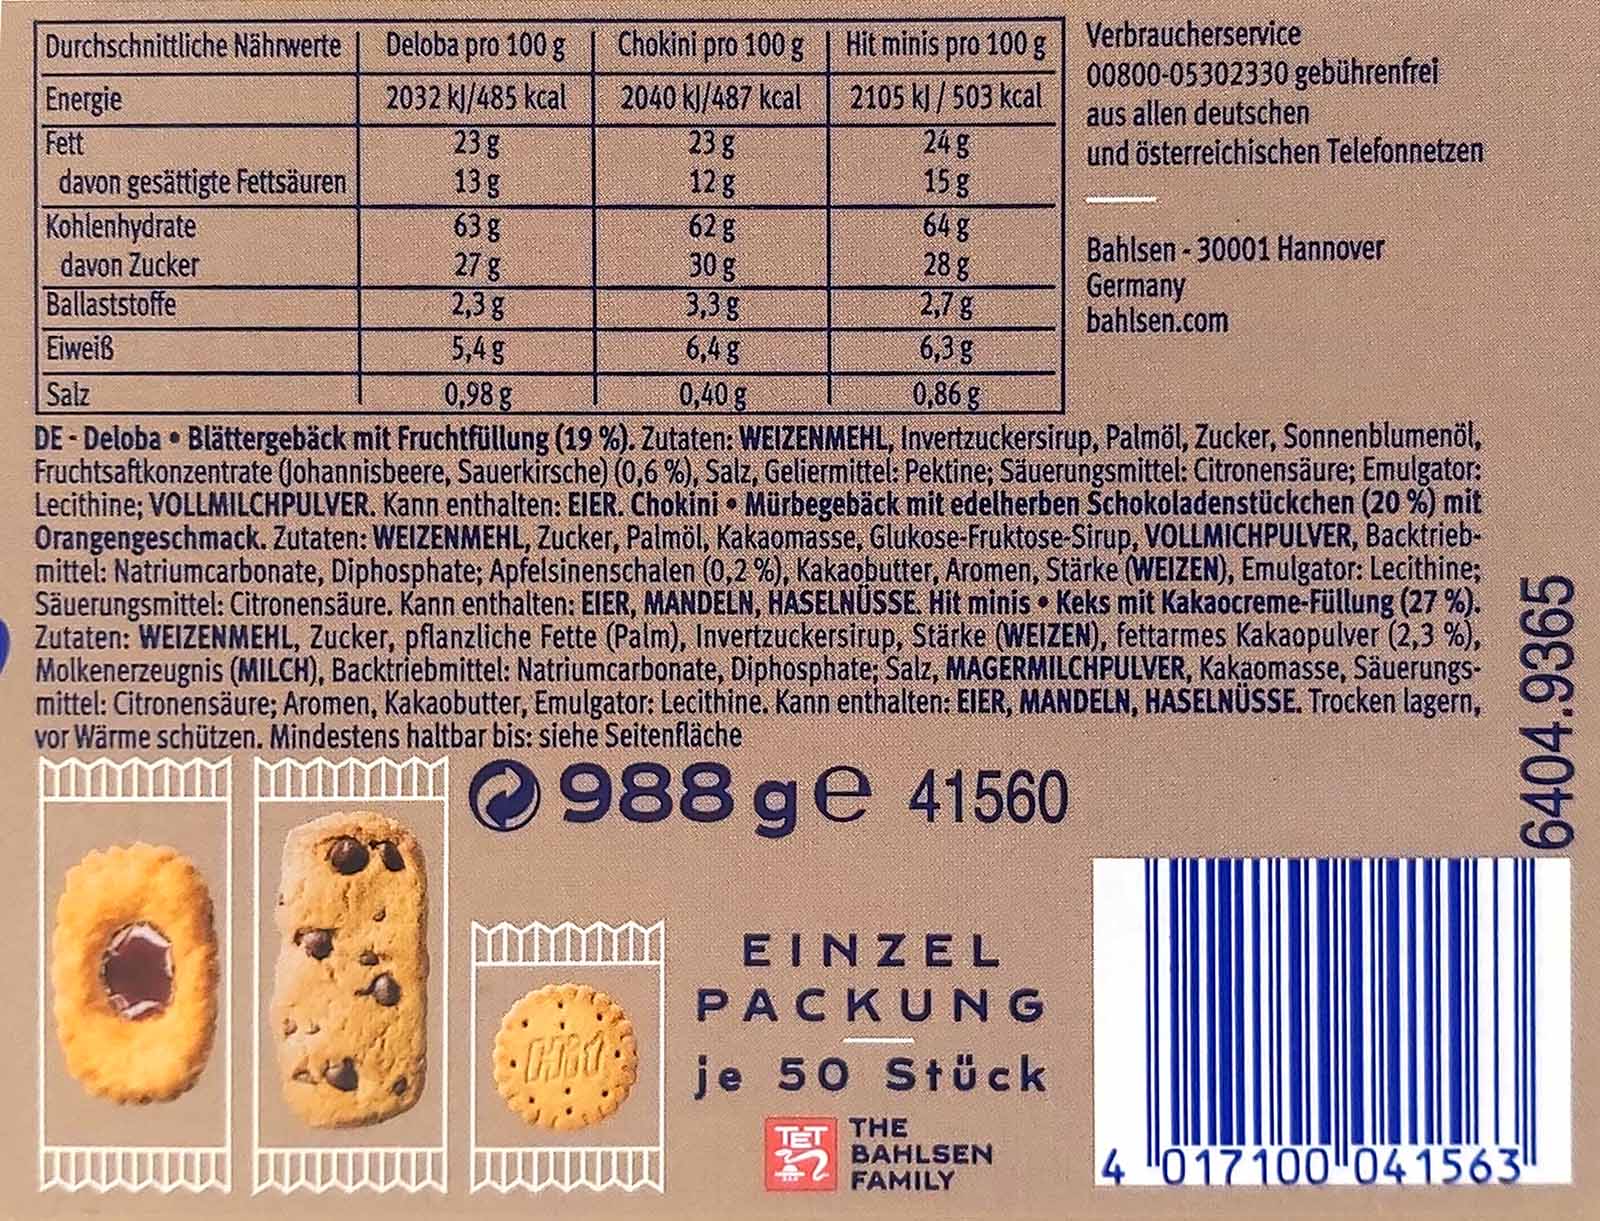 Durchschnittliche Nährwerte Deloba pro 100 g Chokini pro 100 g Hit minis pro 100 g
Energie 2032 kJ/485 kcal 2040 kJ/487 kcal 2105 kJ / 503 kcal
Fett 23 g 23 g 24 g
davon gesättigte Fettsäuren 13 g 12 g 15 g
Kohlenhydrate 63 g 62 g 64 g
davon Zucker 27 g 30 g 28 g
Ballaststoffe 2,3 g 3,3 g 2,7 g
Eiweiß 5,4 g 6,4 g 6,3 g
Salz 0,98 g 0,40 g 0,86 g
Verbraucherservice
00800-05302330 gebührenfrei
aus allen deutschen
und österreichischen Telefonnetzen
Bahlsen - 30001 Hannover
Germany
bahlsen.com
DE - Deloba • Blättergebäck mit Fruchtfüllung (19 %). Zutaten: WEIZENMEHL, Invertzuckersirup, Palmöl, Zucker, Sonnenblumenöl,
Fruchtsaftkonzentrate (Johannisbeere, Sauerkirsche) (0,6 %), Salz, Geliermittel: Pektine; Säuerungsmittel: Citronensäure; Emulgator:
Lecithine; VOLLMILCHPULVER. Kann enthalten: EIER. Chokini • Mürbegebäck mit edelherben Schokoladenstückchen (20 %) mit
Orangengeschmack. Zutaten: WEIZENMEHL, Zucker, Palmöl, Kakaomasse, Glukose-Fruktose-Sirup, VOLLMICHPULVER, Backtrieb-
mittel: Natriumcarbonate, Diphosphate; Apfelsinenschalen (0,2 %), Kakaobutter, Aromen, Stärke (WEIZEN), Emulgator: Lecithine;
Säuerungsmittel: Citronensäure. Kann enthalten: EIER, MANDELN, HASELNÜSSE. Hit minis • Keks mit Kakaocreme-Füllung (27 %).
Zutaten: WEIZENMEHL, Zucker, pflanzliche Fette (Palm), Invertzuckersirup, Stärke (WEIZEN), fettarmes Kakaopulver (2,3 %),
Molkenerzeugnis (MILCH), Backtriebmittel: Natriumcarbonate, Diphosphate; Salz, MAGERMILCHPULVER, Kakaomasse, Säuerungs-
mittel: Citronensäure; Aromen, Kakaobutter, Emulgator: Lecithine. Kann enthalten: EIER, MANDELN, HASELNÜSSE. Trocken lagern,
vor Wärme schützen. Mindestens haltbar bis: siehe Seitenfläche
6404.9365
988 g e 41560
Hit
EINZEL
PACKUNG
je 50 Stück
TET
THE
BAHLSEN
FAMILY
4 017100 041563